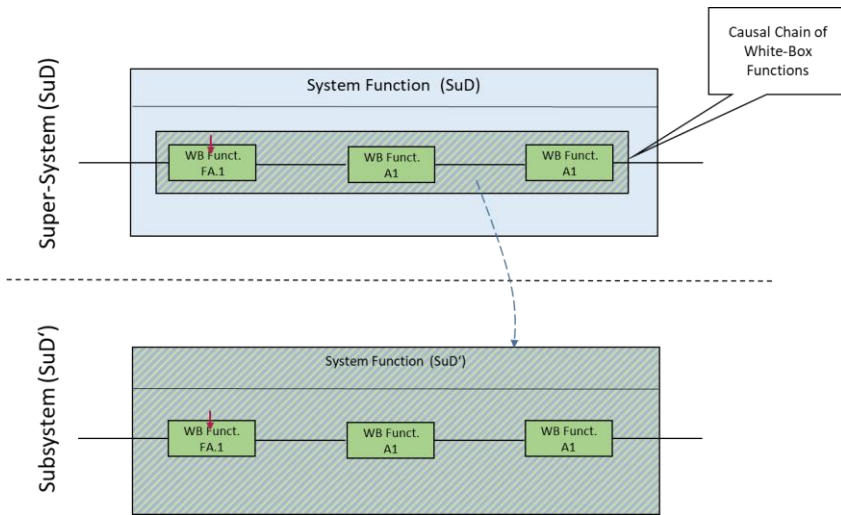 Causal Chain of
White-Box
Functions
Super-System (SuD)
System Function (SuD)
WB Funct.
FA.1
WB Funct.
A1
WB Funct.
A1
Subsystem (SuD‘)
System Function (SuD’)
WB Funct.
FA.1
WB Funct.
A1
WB Funct.
A1